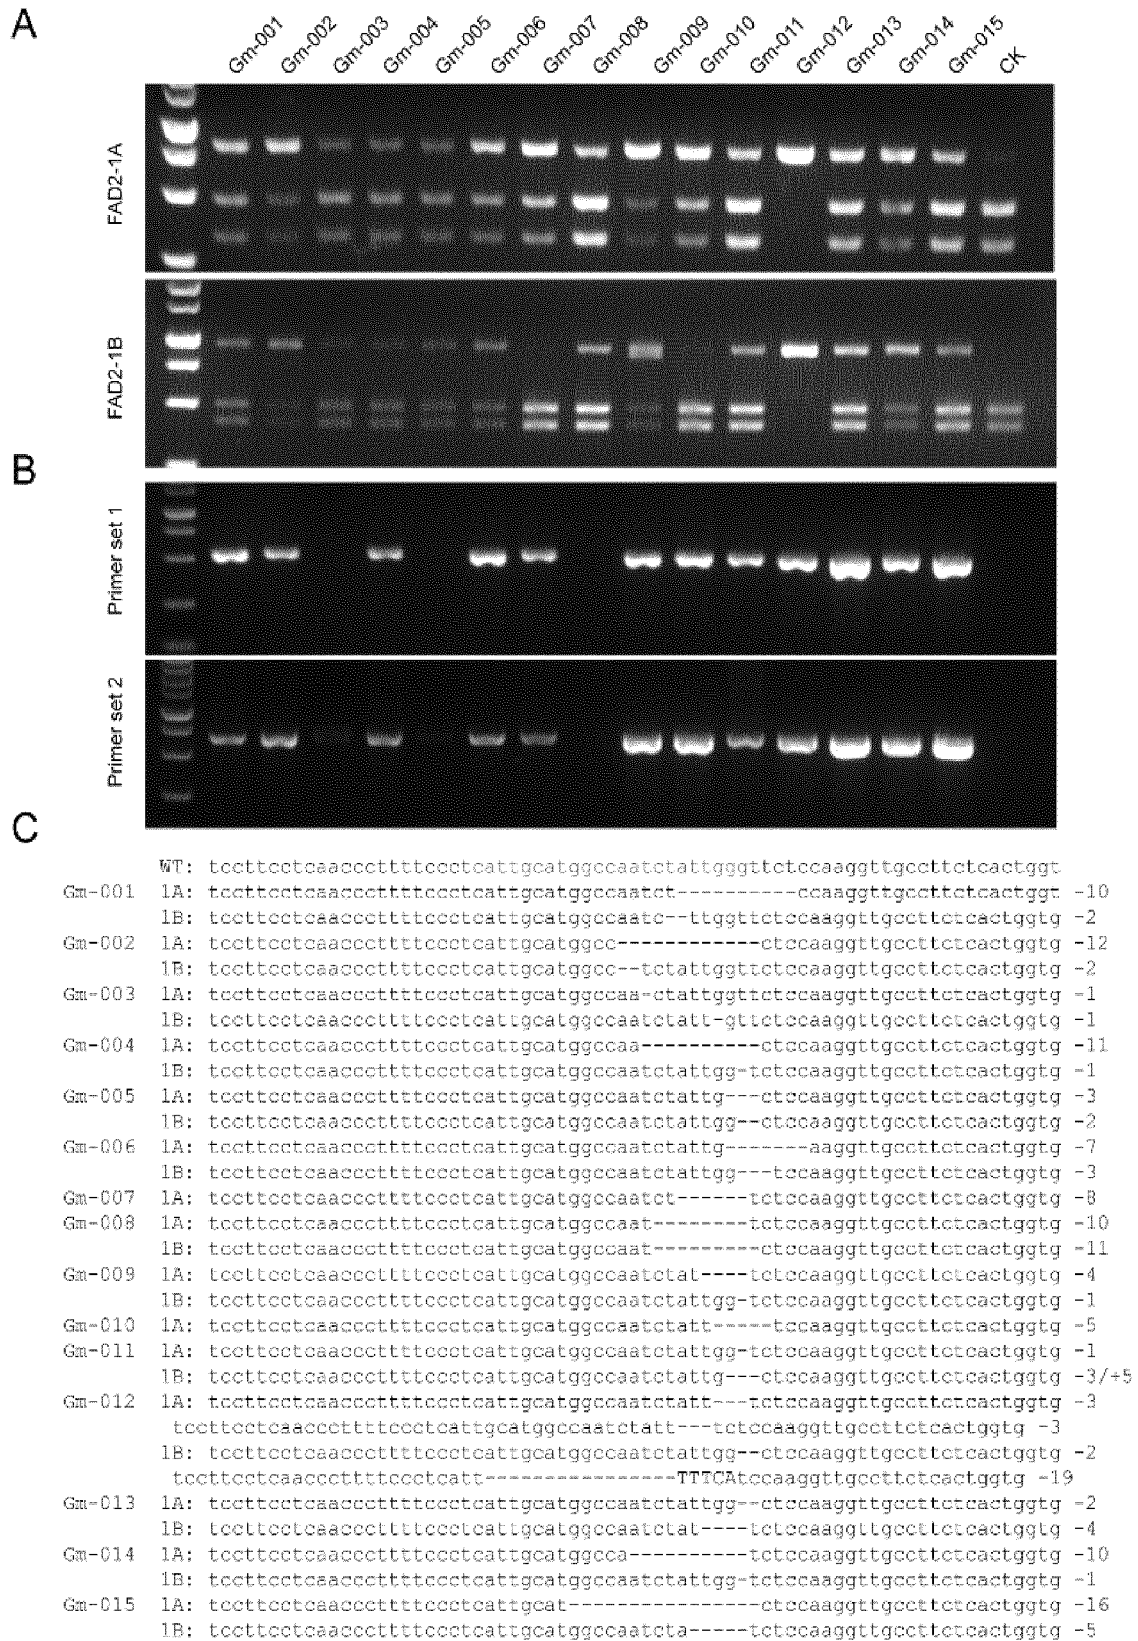 A
Gm-001 Gm-002 Gm-003 Gm-004 Gm-005 Gm-006 Gm-007 Gm-008 Gm-009 Gm-010 Gm-011 Gm-012 Gm-013 Gm-014 Gm-015 CK
FAD2-1A
FAD2-1B
B
Primer set 1
Primer set 2
C
WT: tccttcctcaacccttttccctcattgcatggccaatctattgggttctccaaggttgccttctcactggt
Gm-001 1A: tccttcctcaacccttttccctcattgcatggccaatct----------ccaaggttgccttctcactggt -10
1B: tccttcctcaacccttttccctcattgcatggccaatc--ttggttctccaaggttgccttctcactggtg -2
Gm-002 1A: tccttcctcaacccttttccctcattgcatggcc------------ctccaaggttgccttctcactggtg -12
1B: tccttcctcaacccttttccctcattgcatggcc--tctattggttctccaaggttgccttctcactggtg -2
Gm-003 1A: tccttcctcaacccttttccctcattgcatggccaa-ctattggttctccaaggttgccttctcactggtg -1
1B: tccttcctcaacccttttccctcattgcatggccaatctatt-gttctccaaggttgccttctcactggtg -1
Gm-004 1A: tccttcctcaacccttttccctcattgcatggccaa----------ctccaaggttgccttctcactggtg -11
1B: tccttcctcaacccttttccctcattgcatggccaatctattgg-tctccaaggttgccttctcactggtg -1
Gm-005 1A: tccttcctcaacccttttccctcattgcatggccaatctattg---ctccaaggttgccttctcactggtg -3
1B: tccttcctcaacccttttccctcattgcatggccaatctattgg--ctccaaggttgccttctcactggtg -2
Gm-006 1A: tccttcctcaacccttttccctcattgcatggccaatctattg-------aaggttgccttctcactggtg -7
1B: tccttcctcaacccttttccctcattgcatggccaatctattgg---tccaaggttgccttctcactggtg -3
Gm-007 1A: tccttcctcaacccttttccctcattgcatggccaatct------tctccaaggttgccttctcactggtg -8
Gm-008 1A: tccttcctcaacccttttccctcattgcatggccaat--------tctccaaggttgccttctcactggtg -10
1B: tccttcctcaacccttttccctcattgcatggccaat---------ctccaaggttgccttctcactggtg -11
Gm-009 1A: tccttcctcaacccttttccctcattgcatggccaatctat----tctccaaggttgccttctcactggtg -4
1B: tccttcctcaacccttttccctcattgcatggccaatctattgg-tctccaaggttgccttctcactggtg -1
Gm-010 1A: tccttcctcaacccttttccctcattgcatggccaatctatt-----tccaaggttgccttctcactggtg -5
Gm-011 1A: tccttcctcaacccttttccctcattgcatggccaatctattgg-tctccaaggttgccttctcactggtg -1
1B: tccttcctcaacccttttccctcattgcatggccaatctattg---ctccaaggttgccttctcactggtg -3/+5
Gm-012 1A: tccttcctcaacccttttccctcattgcatggccaatctatt---tctccaaggttgccttctcactggtg -3
tccttcctcaacccttttccctcattgcatggccaatctatt---tctccaaggttgccttctcactggtg -3
1B: tccttcctcaacccttttccctcattgcatggccaatctattgg--ctccaaggttgccttctcactggtg -2
tccttcctcaacccttttccctcatt----------------TTTCAtccaaggttgccttctcactggtg -19
Gm-013 1A: tccttcctcaacccttttccctcattgcatggccaatctattgg--ctccaaggttgccttctcactggtg -2
1B: tccttcctcaacccttttccctcattgcatggccaatctat----tctccaaggttgccttctcactggtg -4
Gm-014 1A: tccttcctcaacccttttccctcattgcatggcca----------tctccaaggttgccttctcactggtg -10
1B: tccttcctcaacccttttccctcattgcatggccaatctattgg-tctccaaggttgccttctcactggtg -1
Gm-015 1A: tccttcctcaacccttttccctcattgcat----------------ctccaaggttgccttctcactggtg -16
1B: tccttcctcaacccttttccctcattgcatggccaatcta-----tctccaaggttgccttctcactggtg -5